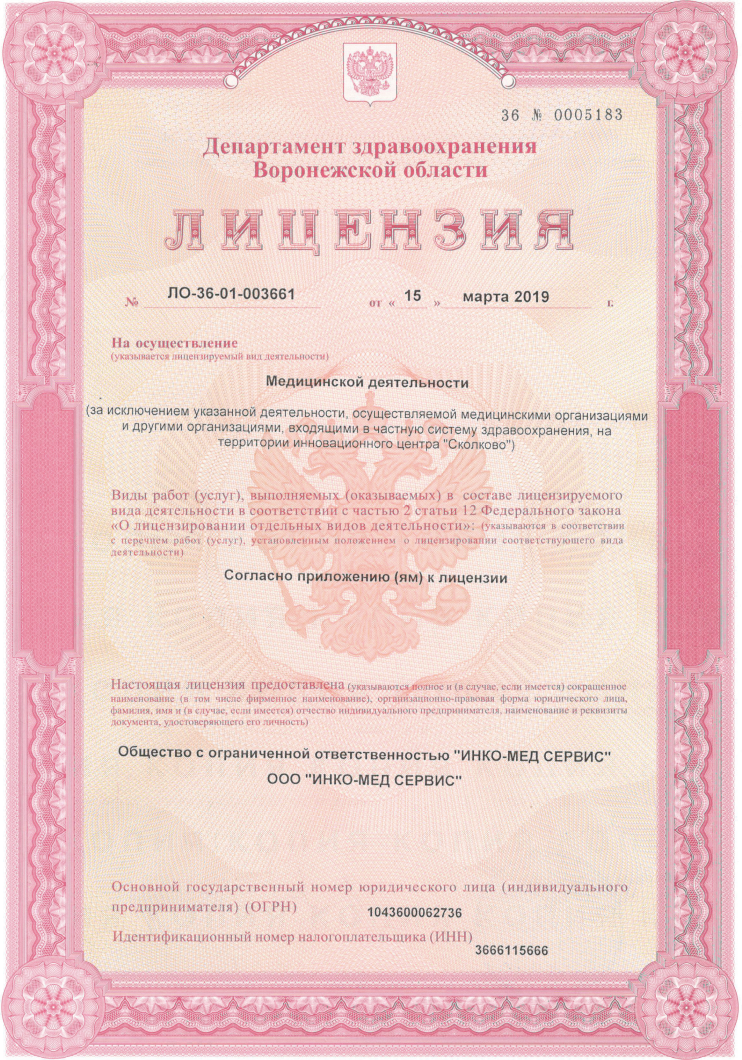 36 № 0005183
Департамент здравоохранения
Воронежской области
ЛИЦЕНЗИЯ
№ ЛО-36-01-003661 от « 15 » марта 2019 г.
На осуществление
(указывается лицензируемый вид деятельности)
Медицинской деятельности
(за исключением указанной деятельности, осуществляемой медицинскими организациями
и другими организациями, входящими в частную систему здравоохранения, на
территории инновационного центра "Сколково")
Виды работ (услуг), выполняемых (оказываемых) в составе лицензируемого
вида деятельности в соответствии с частью 2 статьи 12 Федерального закона
«О лицензировании отдельных видов деятельности»: (указываются в соответствии
с перечнем работ (услуг), установленным положением о лицензировании соответствующего вида
деятельности)
Согласно приложению (ям) к лицензии
Настоящая лицензия предоставлена (указываются полное и (в случае, если имеется) сокращенное
наименование (в том числе фирменное наименование), организационно-правовая форма юридического лица,
фамилия, имя и (в случае, если имеется) отчество индивидуального предпринимателя, наименование и реквизиты
документа, удостоверяющего его личность)
Общество с ограниченной ответственностью "ИНКО-МЕД СЕРВИС"
ООО "ИНКО-МЕД СЕРВИС"
Основной государственный номер юридического лица (индивидуального
предпринимателя) (ОГРН) 1043600062736
Идентификационный номер налогоплательщика (ИНН) 3666115666